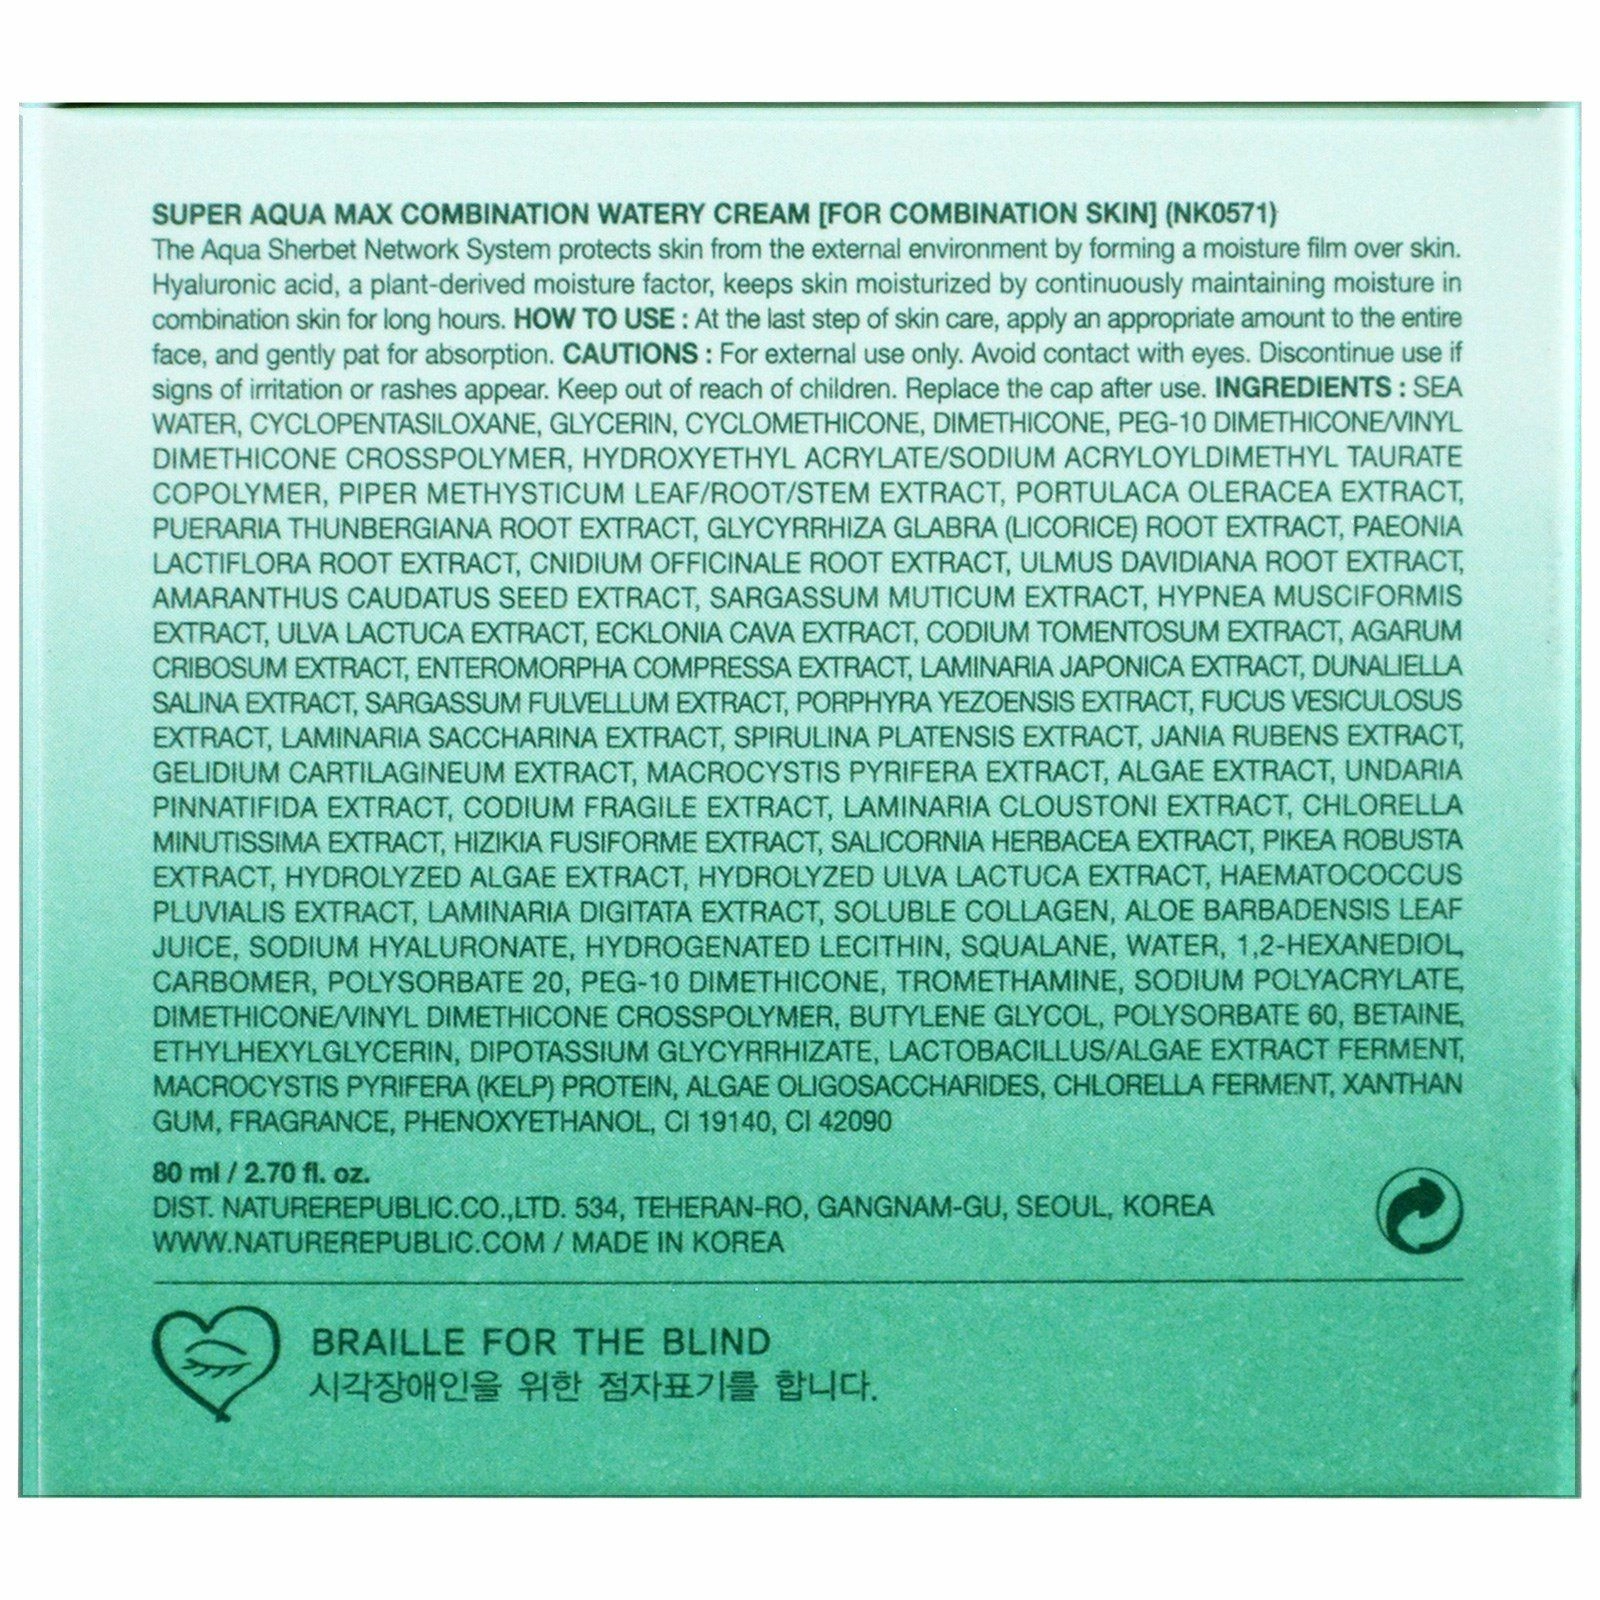 SUPER AQUA MAX COMBINATION WATERY CREAM [FOR COMBINATION SKIN] (NK0571)
The Aqua Sherbet Network System protects skin from the external environment by forming a moisture film over skin.
Hyaluronic acid, a plant-derived moisture factor, keeps skin moisturized by continuously maintaining moisture in
combination skin for long hours. HOW TO USE : At the last step of skin care, apply an appropriate amount to the entire
face, and gently pat for absorption. CAUTIONS : For external use only. Avoid contact with eyes. Discontinue use if
signs of irritation or rashes appear. Keep out of reach of children. Replace the cap after use. INGREDIENTS : SEA
WATER, CYCLOPENTASILOXANE, GLYCERIN, CYCLOMETHICONE, DIMETHICONE, PEG-10 DIMETHICONE/VINYL
DIMETHICONE CROSSPOLYMER, HYDROXYETHYL ACRYLATE/SODIUM ACRYLOYLDIMETHYL TAURATE
COPOLYMER, PIPER METHYSTICUM LEAF/ROOT/STEM EXTRACT, PORTULACA OLERACEA EXTRACT,
PUERARIA THUNBERGIANA ROOT EXTRACT, GLYCYRRHIZA GLABRA (LICORICE) ROOT EXTRACT, PAEONIA
LACTIFLORA ROOT EXTRACT, CNIDIUM OFFICINALE ROOT EXTRACT, ULMUS DAVIDIANA ROOT EXTRACT,
AMARANTHUS CAUDATUS SEED EXTRACT, SARGASSUM MUTICUM EXTRACT, HYPNEA MUSCIFORMIS
EXTRACT, ULVA LACTUCA EXTRACT, ECKLONIA CAVA EXTRACT, CODIUM TOMENTOSUM EXTRACT, AGARUM
CRIBOSUM EXTRACT, ENTEROMORPHA COMPRESSA EXTRACT, LAMINARIA JAPONICA EXTRACT, DUNALIELLA
SALINA EXTRACT, SARGASSUM FULVELLUM EXTRACT, PORPHYRA YEZOENSIS EXTRACT, FUCUS VESICULOSUS
EXTRACT, LAMINARIA SACCHARINA EXTRACT, SPIRULINA PLATENSIS EXTRACT, JANIA RUBENS EXTRACT,
GELIDIUM CARTILAGINEUM EXTRACT, MACROCYSTIS PYRIFERA EXTRACT, ALGAE EXTRACT, UNDARIA
PINNATIFIDA EXTRACT, CODIUM FRAGILE EXTRACT, LAMINARIA CLOUSTONI EXTRACT, CHLORELLA
MINUTISSIMA EXTRACT, HIZIKIA FUSIFORME EXTRACT, SALICORNIA HERBACEA EXTRACT, PIKEA ROBUSTA
EXTRACT, HYDROLYZED ALGAE EXTRACT, HYDROLYZED ULVA LACTUCA EXTRACT, HAEMATOCOCCUS
PLUVIALIS EXTRACT, LAMINARIA DIGITATA EXTRACT, SOLUBLE COLLAGEN, ALOE BARBADENSIS LEAF
JUICE, SODIUM HYALURONATE, HYDROGENATED LECITHIN, SQUALANE, WATER, 1,2-HEXANEDIOL,
CARBOMER, POLYSORBATE 20, PEG-10 DIMETHICONE, TROMETHAMINE, SODIUM POLYACRYLATE,
DIMETHICONE/VINYL DIMETHICONE CROSSPOLYMER, BUTYLENE GLYCOL, POLYSORBATE 60, BETAINE,
ETHYLHEXYLGLYCERIN, DIPOTASSIUM GLYCYRRHIZATE, LACTOBACILLUS/ALGAE EXTRACT FERMENT,
MACROCYSTIS PYRIFERA (KELP) PROTEIN, ALGAE OLIGOSACCHARIDES, CHLORELLA FERMENT, XANTHAN
GUM, FRAGRANCE, PHENOXYETHANOL, CI 19140, CI 42090
80 ml / 2.70 fl. oz.
DIST. NATUREREPUBLIC.CO.,LTD. 534, TEHERAN-RO, GANGNAM-GU, SEOUL, KOREA
WWW.NATUREREPUBLIC.COM / MADE IN KOREA
BRAILLE FOR THE BLIND
시각장애인을 위한 점자표기를 합니다.